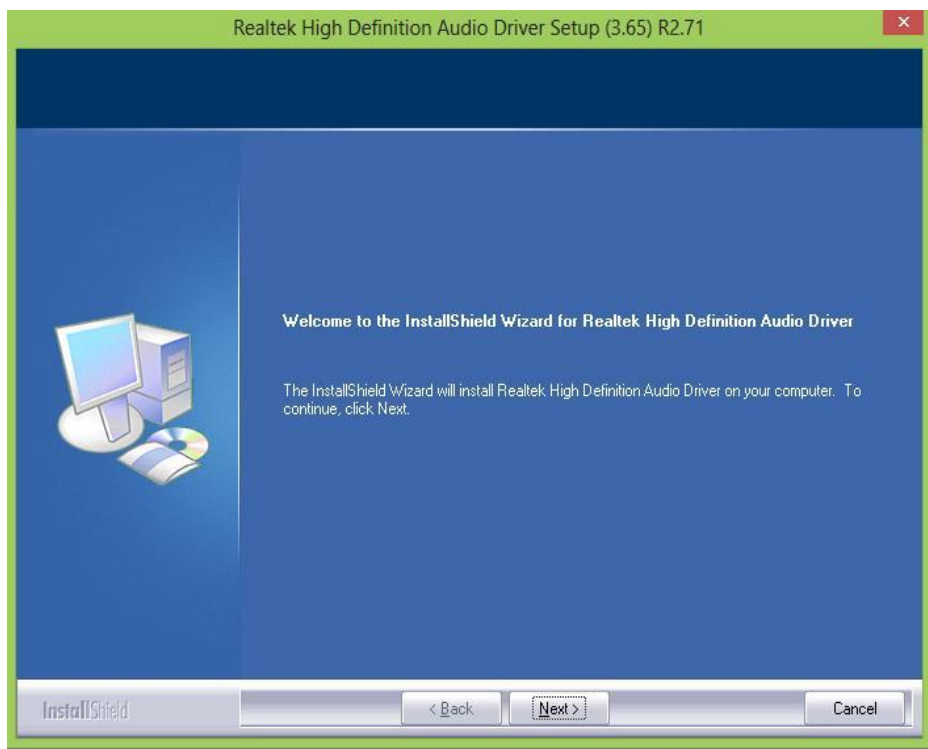 Realtek High Definition Audio Driver Setup (3.65) R2.71
Welcome to the InstallShield Wizard for Realtek High Definition Audio Driver
The InstallShield Wizard will install Realtek High Definition Audio Driver on your computer. To
continue, click Next.
InstallShield
< Back
Next >
Cancel